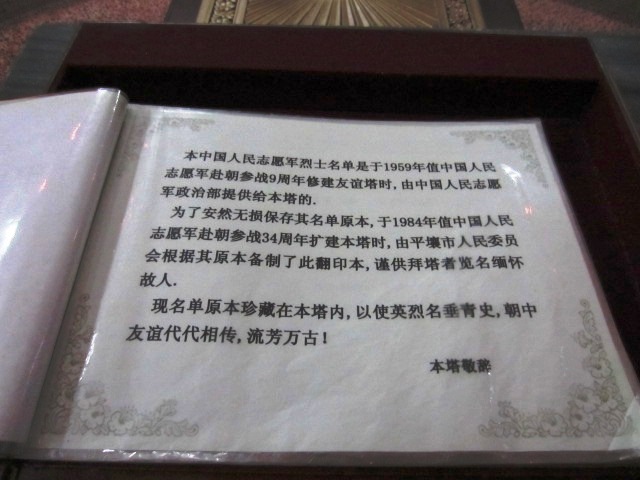 本中国人民志愿军烈士名单是于1959年值中国人民
志愿军赴朝参战9周年修建友谊塔时, 由中国人民志愿
军政治部提供给本塔的.
为了安然无损保存其名单原本, 于1984年值中国人民
志愿军赴朝参战34周年扩建本塔时, 由平壤市人民委员
会根据其原本备制了此翻印本, 谨供拜塔者览名缅怀
故人.
现名单原本珍藏在本塔内, 以使英烈名垂青史, 朝中
友谊代代相传, 流芳万古!
本塔敬辞